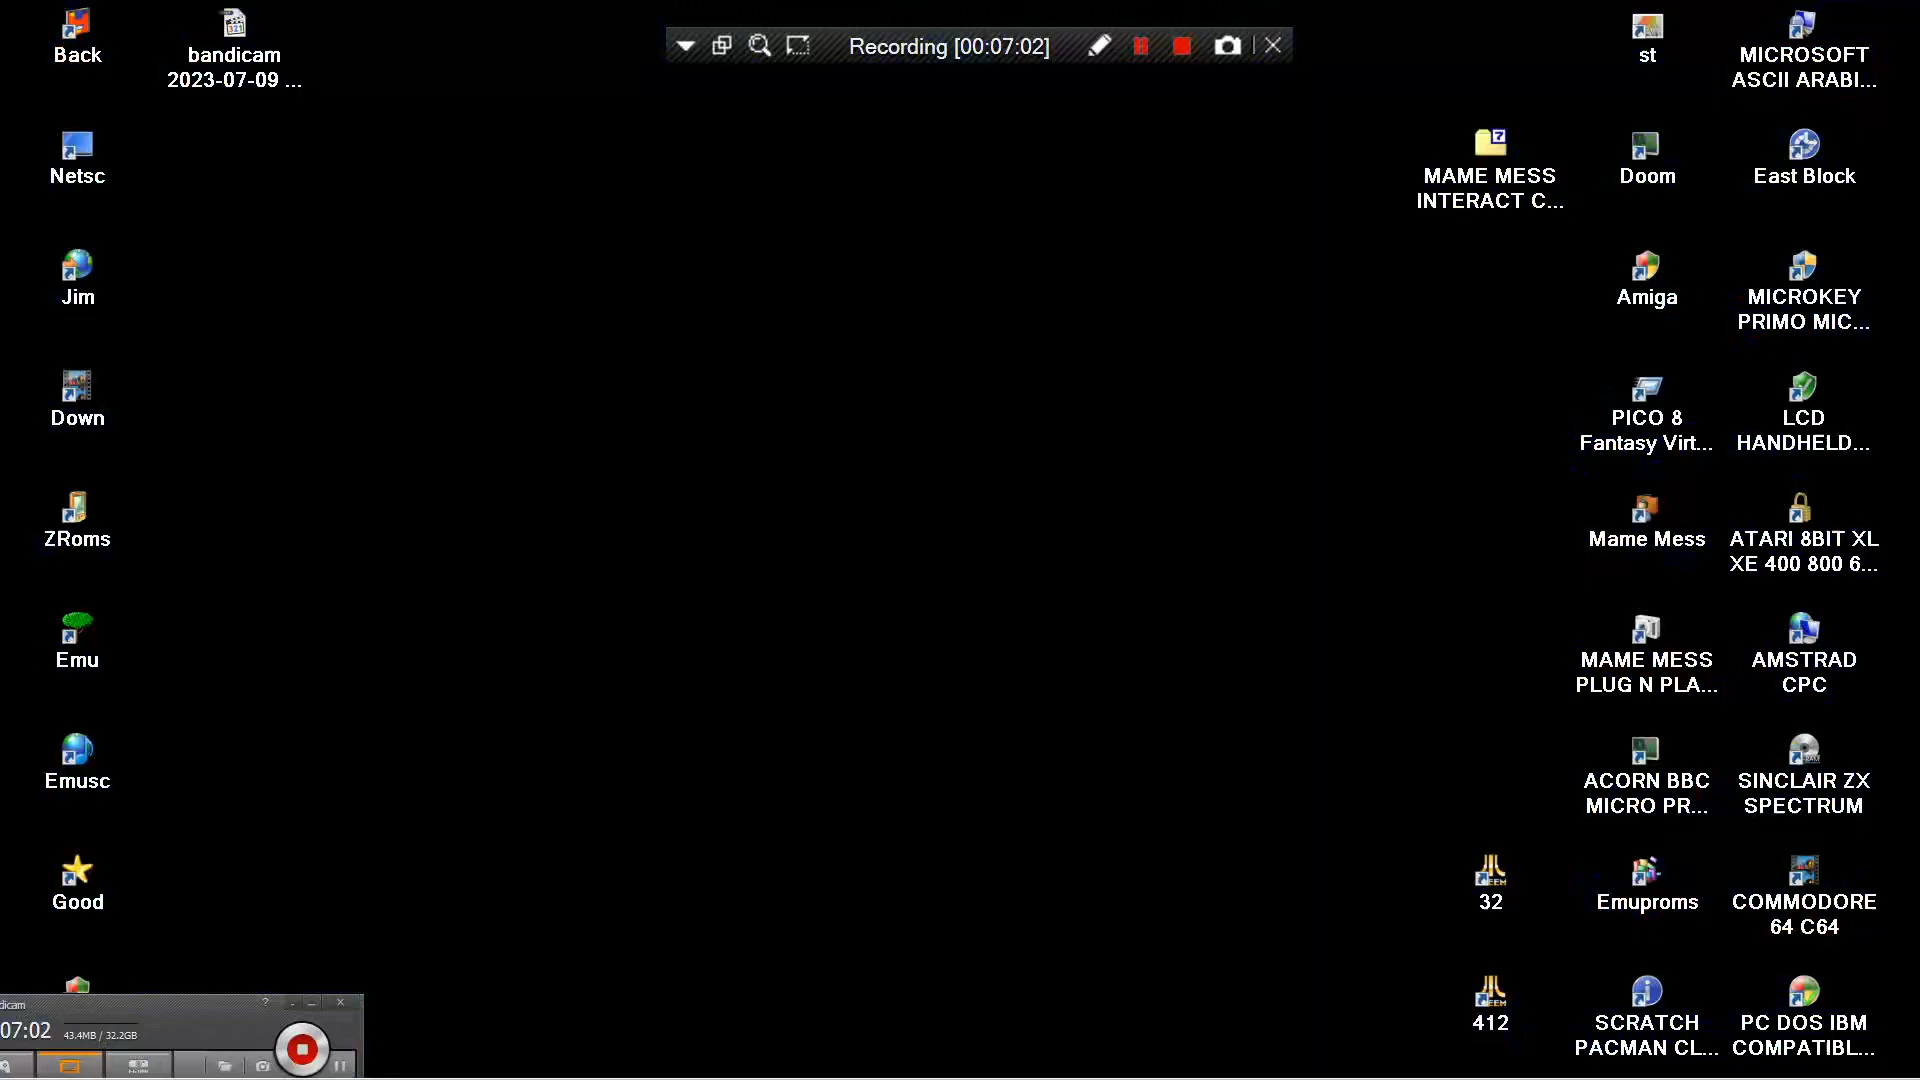 Recording [00:07:02]
Back
bandicam
2023-07-09 ...
st
MICROSOFT
ASCII ARABI...
Netsc
MAME MESS
INTERACT C...
Doom
East Block
Jim
Amiga
MICROKEY
PRIMO MIC...
Down
PICO 8
Fantasy Virt...
LCD
HANDHELD...
ZRoms
Mame Mess
ATARI 8BIT XL
XE 400 800 6...
Emu
MAME MESS
PLUG N PLA...
AMSTRAD
CPC
Emusc
ACORN BBC
MICRO PR...
SINCLAIR ZX
SPECTRUM
Good
32
Emuproms
COMMODORE
64 C64
412
SCRATCH
PACMAN CL...
PC DOS IBM
COMPATIBL...
dicam
07:02
43.4MB / 32.2GB